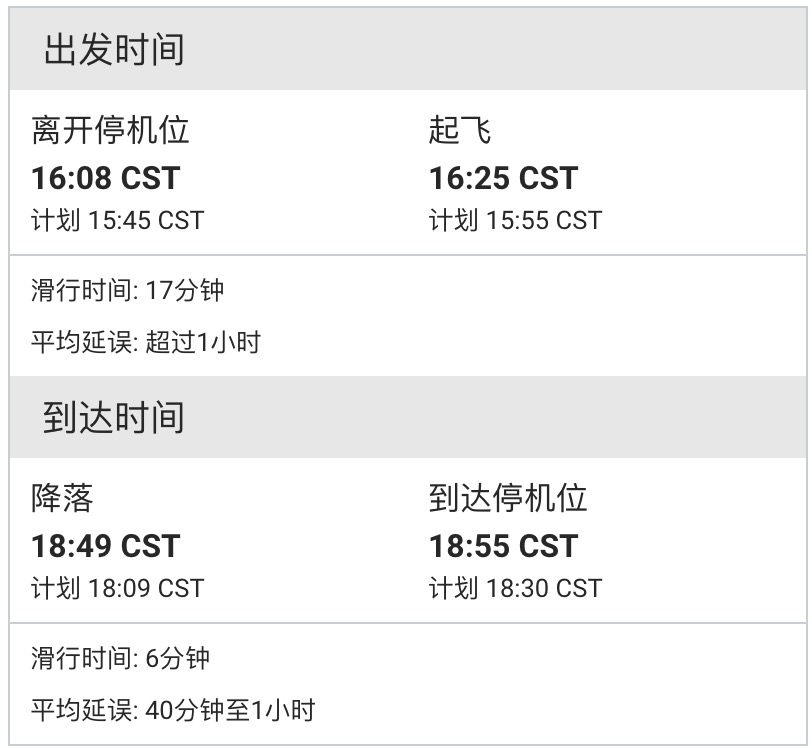 出发时间
离开停机位 起飞
16:08 CST 16:25 CST
计划 15:45 CST 计划 15:55 CST
滑行时间: 17分钟
平均延误: 超过1小时
到达时间
降落 到达停机位
18:49 CST 18:55 CST
计划 18:09 CST 计划 18:30 CST
滑行时间: 6分钟
平均延误: 40分钟至1小时